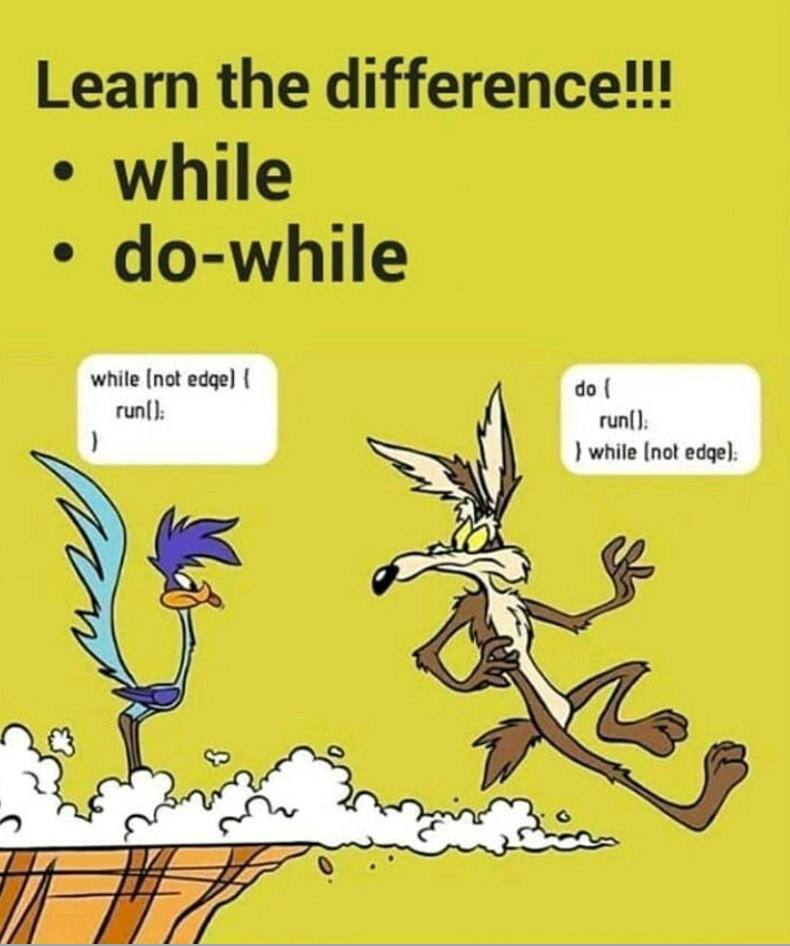 Learn the difference!!!
• while
• do-while
while (not edge) {
run();
}
do {
run();
} while (not edge);